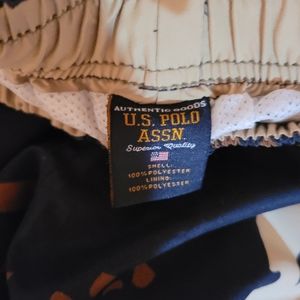 AUTHENTIC GOODS
U.S. POLO
ASSN.
Superior Quality
SHELL:
100% POLYESTER
LINING:
100% POLYESTER